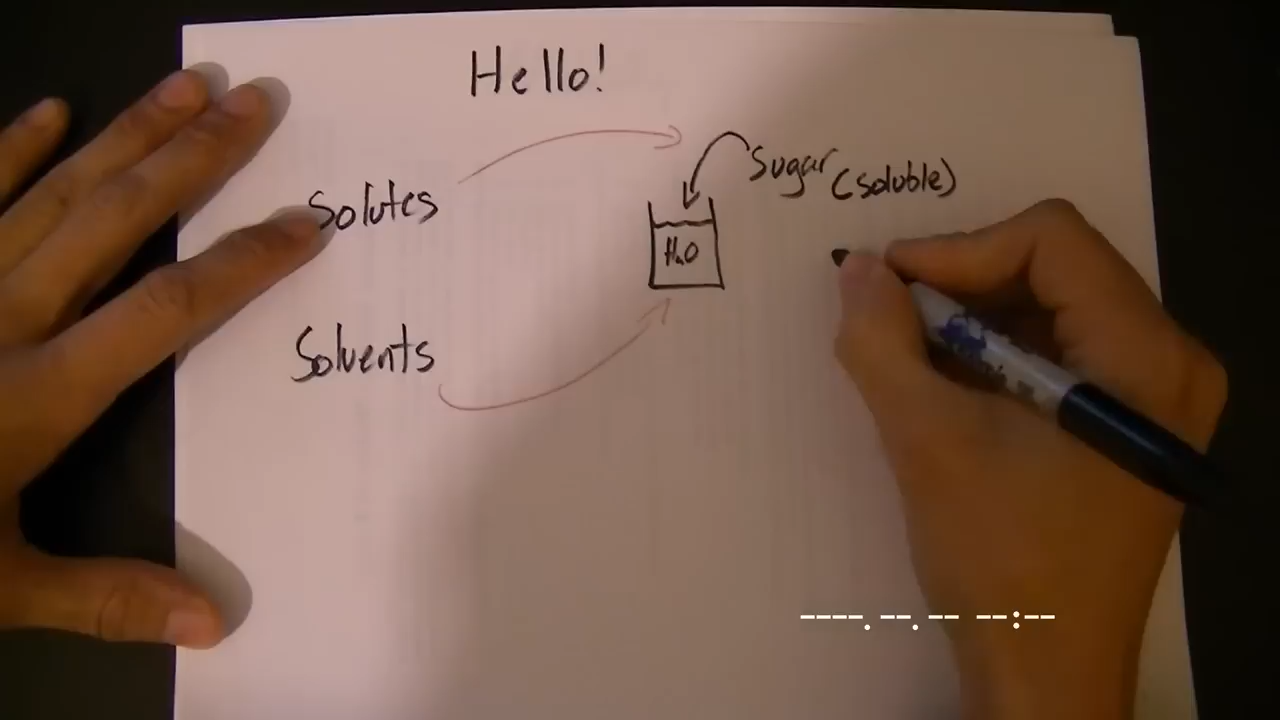 Hello!
Sugar (soluble)
Solutes
H2O
Solvents
----.--.-- --:--